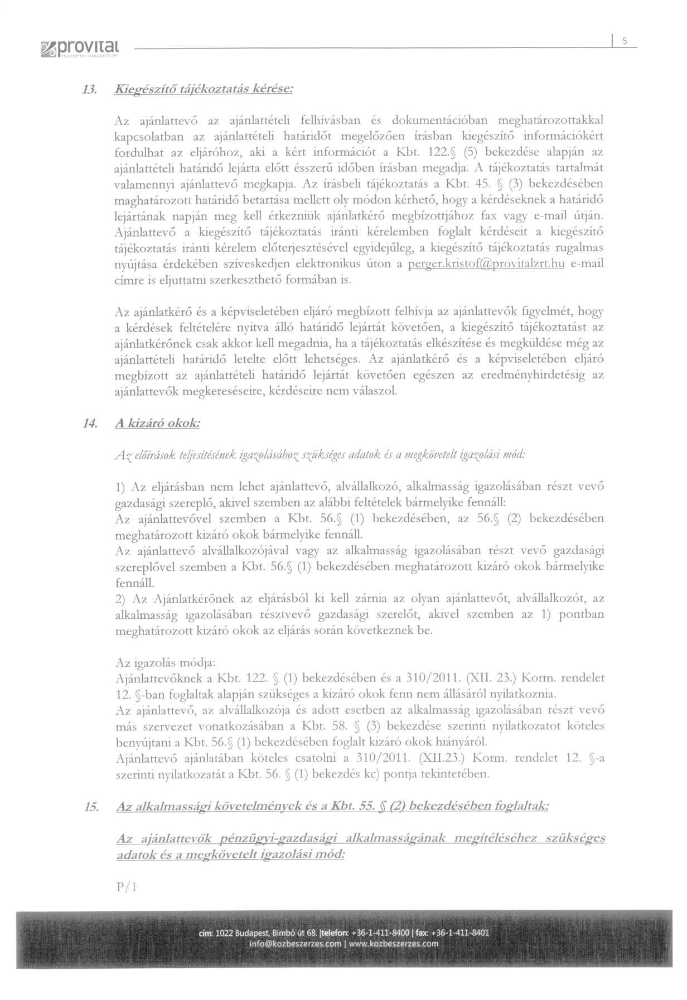 provital
FEJLESZTÉSI TANÁCSADÓ ZRT.
5
13. Kiegészítő tájékoztatás kérése:
Az ajánlattevő az ajánlattételi felhívásban és dokumentációban meghatározottakkal
kapcsolatban az ajánlattételi határidőt megelőzően írásban kiegészítő információkért
fordulhat az eljáróhoz, aki a kért információt a Kbt. 122.§ (5) bekezdése alapján az
ajánlattételi határidő lejárta előtt ésszerű időben írásban megadja. A tájékoztatás tartalmát
valamennyi ajánlattevő megkapja. Az írásbeli tájékoztatás a Kbt. 45. § (3) bekezdésében
maghatározott határidő betartása mellett oly módon kérhető, hogy a kérdéseknek a határidő
lejártának napján meg kell érkezniük ajánlatkérő megbízottjához fax vagy e-mail útján.
Ajánlattevő a kiegészítő tájékoztatás iránti kérelemben foglalt kérdéseit a kiegészítő
tájékoztatás iránti kérelem előterjesztésével egyidejűleg, a kiegészítő tájékoztatás rugalmas
nyújtása érdekében szíveskedjen elektronikus úton a perger.kristof@provitalzrt.hu e-mail
címre is eljuttatni szerkeszthető formában is.
Az ajánlatkérő és a képviseletében eljáró megbízott felhívja az ajánlattevők figyelmét, hogy
a kérdések feltételére nyitva álló határidő lejártát követően, a kiegészítő tájékoztatást az
ajánlatkérőnek csak akkor kell megadnia, ha a tájékoztatás elkészítése és megküldése még az
ajánlattételi határidő letelte előtt lehetséges. Az ajánlatkérő és a képviseletében eljáró
megbízott az ajánlattételi határidő lejártát követően egészen az eredményhirdetésig az
ajánlattevők megkereséseire, kérdéseire nem válaszol.
14. A kizáró okok:
Az előírások teljesítésének igazolásához szükséges adatok és a megkövetelt igazolási mód:
1) Az eljárásban nem lehet ajánlattevő, alvállalkozó, alkalmasság igazolásában részt vevő
gazdasági szereplő, akivel szemben az alábbi feltételek bármelyike fennáll:
Az ajánlattevővel szemben a Kbt. 56.§ (1) bekezdésében, az 56.§ (2) bekezdésében
meghatározott kizáró okok bármelyike fennáll.
Az ajánlattevő alvállalkozójával vagy az alkalmasság igazolásában részt vevő gazdasági
szereplővel szemben a Kbt. 56.§ (1) bekezdésében meghatározott kizáró okok bármelyike
fennáll.
2) Az Ajánlatkérőnek az eljárásból ki kell zárnia az olyan ajánlattevőt, alvállalkozót, az
alkalmasság igazolásában résztvevő gazdasági szerelőt, akivel szemben az 1) pontban
meghatározott kizáró okok az eljárás során következnek be.
Az igazolás módja:
Ajánlattevőknek a Kbt. 122. § (1) bekezdésében és a 310/2011. (XII. 23.) Korm. rendelet
12. §-ban foglaltak alapján szükséges a kizáró okok fenn nem állásáról nyilatkoznia.
Az ajánlattevő, az alvállalkozója és adott esetben az alkalmasság igazolásában részt vevő
más szervezet vonatkozásában a Kbt. 58. § (3) bekezdése szerinti nyilatkozatot köteles
benyújtani a Kbt. 56.§ (1) bekezdésében foglalt kizáró okok hiányáról.
Ajánlattevő ajánlatában köteles csatolni a 310/2011. (XII.23.) Korm. rendelet 12. §-a
szerinti nyilatkozatát a Kbt. 56. § (1) bekezdés kc) pontja tekintetében.
15. Az alkalmassági követelmények és a Kbt. 55. § (2) bekezdésében foglaltak:
Az ajánlattevők pénzügyi-gazdasági alkalmasságának megítéléséhez szükséges
adatok és a megkövetelt igazolási mód:
P/1
cím: 1022 Budapest, Bimbó út 68. |telefon: +36-1-411-8400 | fax: +36-1-411-8401
info@kozbeszerzes.com | www.kozbeszerzes.com